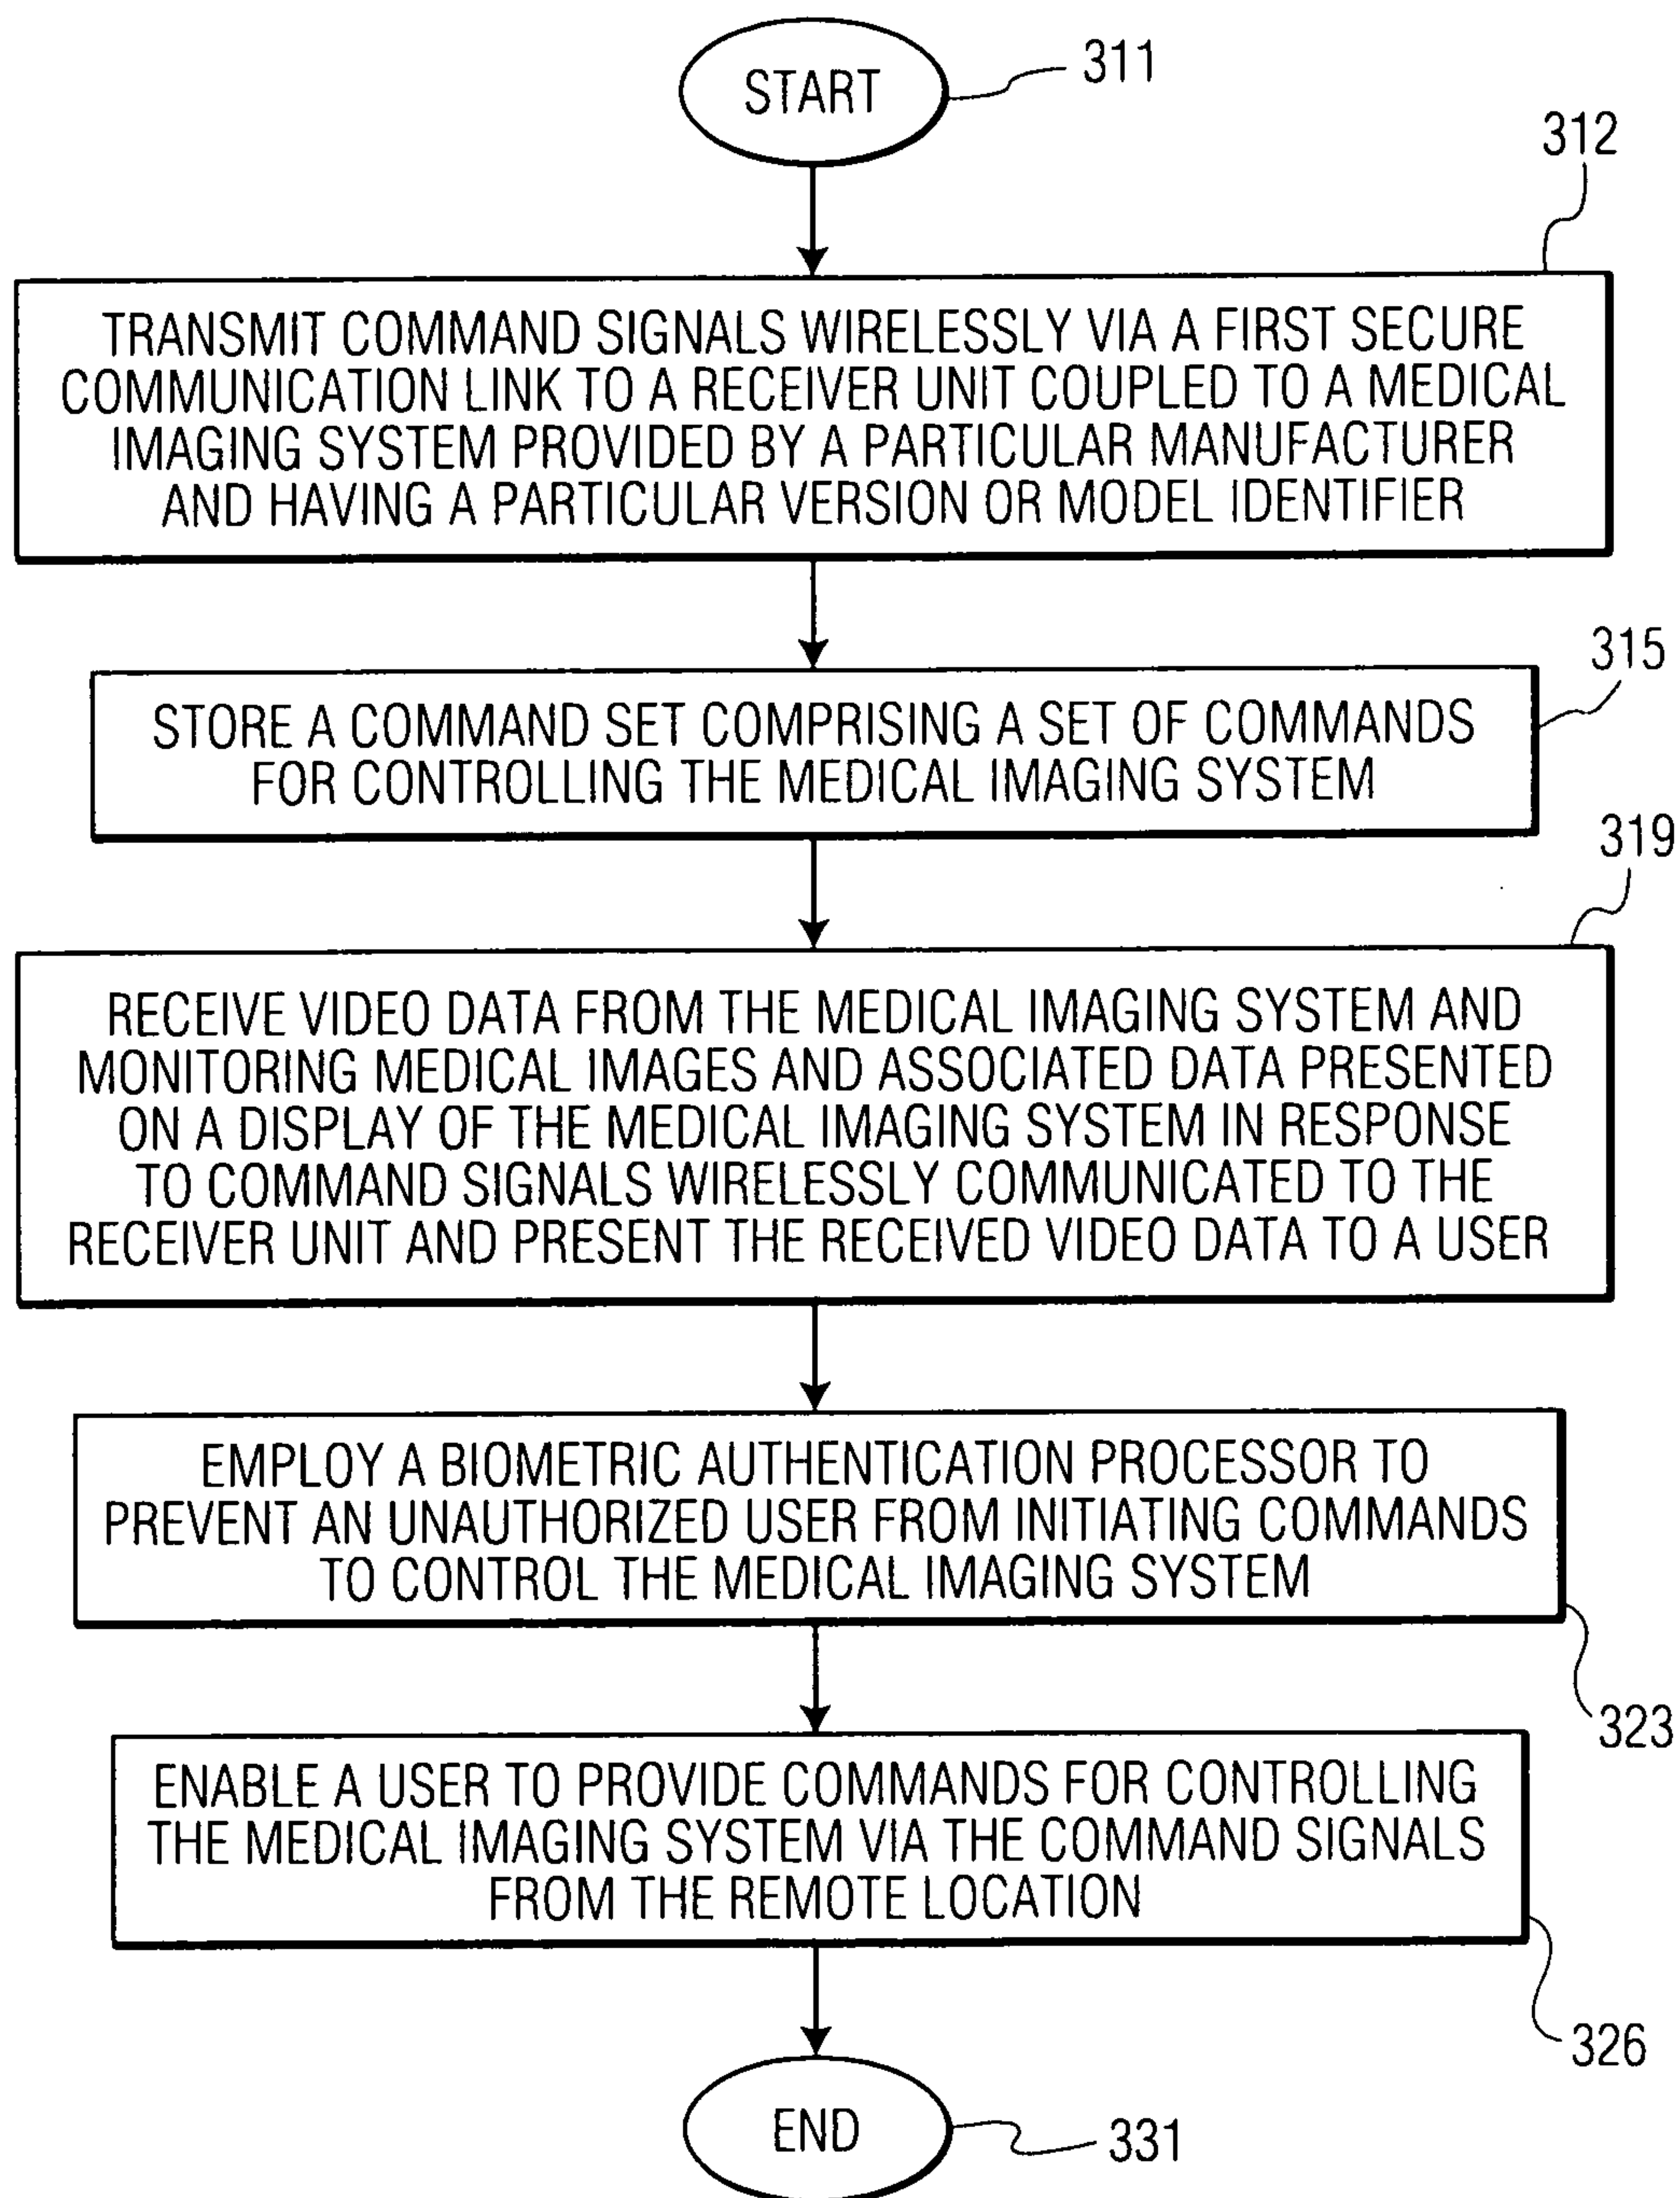 START
311
312
TRANSMIT COMMAND SIGNALS WIRELESSLY VIA A FIRST SECURE
COMMUNICATION LINK TO A RECEIVER UNIT COUPLED TO A MEDICAL
IMAGING SYSTEM PROVIDED BY A PARTICULAR MANUFACTURER
AND HAVING A PARTICULAR VERSION OR MODEL IDENTIFIER
315
STORE A COMMAND SET COMPRISING A SET OF COMMANDS
FOR CONTROLLING THE MEDICAL IMAGING SYSTEM
319
RECEIVE VIDEO DATA FROM THE MEDICAL IMAGING SYSTEM AND
MONITORING MEDICAL IMAGES AND ASSOCIATED DATA PRESENTED
ON A DISPLAY OF THE MEDICAL IMAGING SYSTEM IN RESPONSE
TO COMMAND SIGNALS WIRELESSLY COMMUNICATED TO THE
RECEIVER UNIT AND PRESENT THE RECEIVED VIDEO DATA TO A USER
EMPLOY A BIOMETRIC AUTHENTICATION PROCESSOR TO
PREVENT AN UNAUTHORIZED USER FROM INITIATING COMMANDS
TO CONTROL THE MEDICAL IMAGING SYSTEM
323
ENABLE A USER TO PROVIDE COMMANDS FOR CONTROLLING
THE MEDICAL IMAGING SYSTEM VIA THE COMMAND SIGNALS
FROM THE REMOTE LOCATION
326
END
331